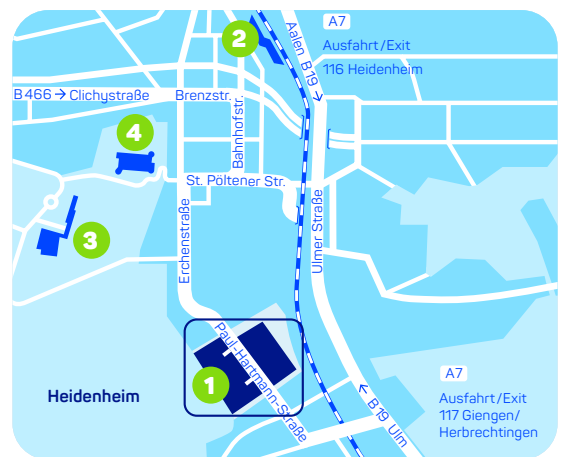 A7
Ausfahrt/Exit
116 Heidenheim
2
Aalen B19 →
B466 → Clichystraße
Brenzstr.
Bahnhofstr.
4
St. Pöltener Str.
Erchenstraße
Ulmer Straße
3
Paul-Hartmann-Straße
1
Heidenheim
← B19 Ulm
A7
Ausfahrt/Exit
117 Giengen/
Herbrechtingen